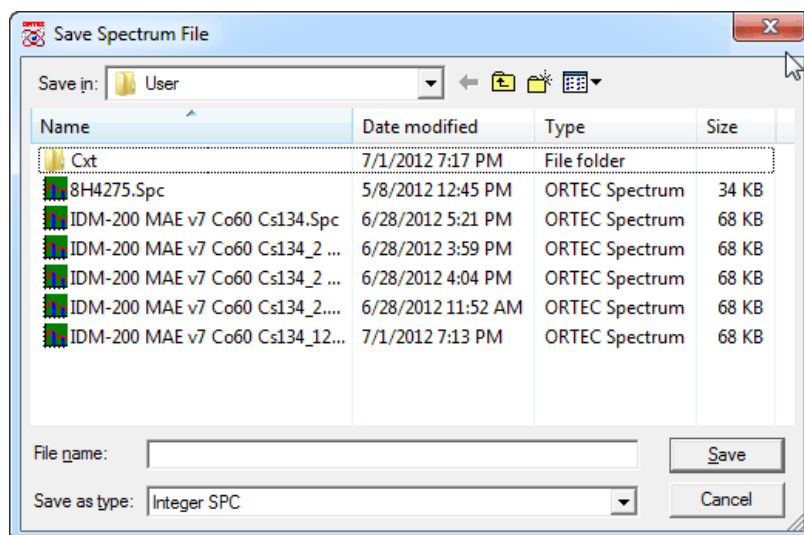 ORTEC
Save Spectrum File
Save in: User
Name Date modified Type Size
Cxt 7/1/2012 7:17 PM File folder
8H4275.Spc 5/8/2012 12:45 PM ORTEC Spectrum 34 KB
IDM-200 MAE v7 Co60 Cs134.Spc 6/28/2012 5:21 PM ORTEC Spectrum 68 KB
IDM-200 MAE v7 Co60 Cs134_2 ... 6/28/2012 3:59 PM ORTEC Spectrum 68 KB
IDM-200 MAE v7 Co60 Cs134_2 ... 6/28/2012 4:04 PM ORTEC Spectrum 68 KB
IDM-200 MAE v7 Co60 Cs134_2.... 6/28/2012 11:52 AM ORTEC Spectrum 68 KB
IDM-200 MAE v7 Co60 Cs134_12... 7/1/2012 7:13 PM ORTEC Spectrum 68 KB
File name: Save
Save as type: Integer SPC Cancel